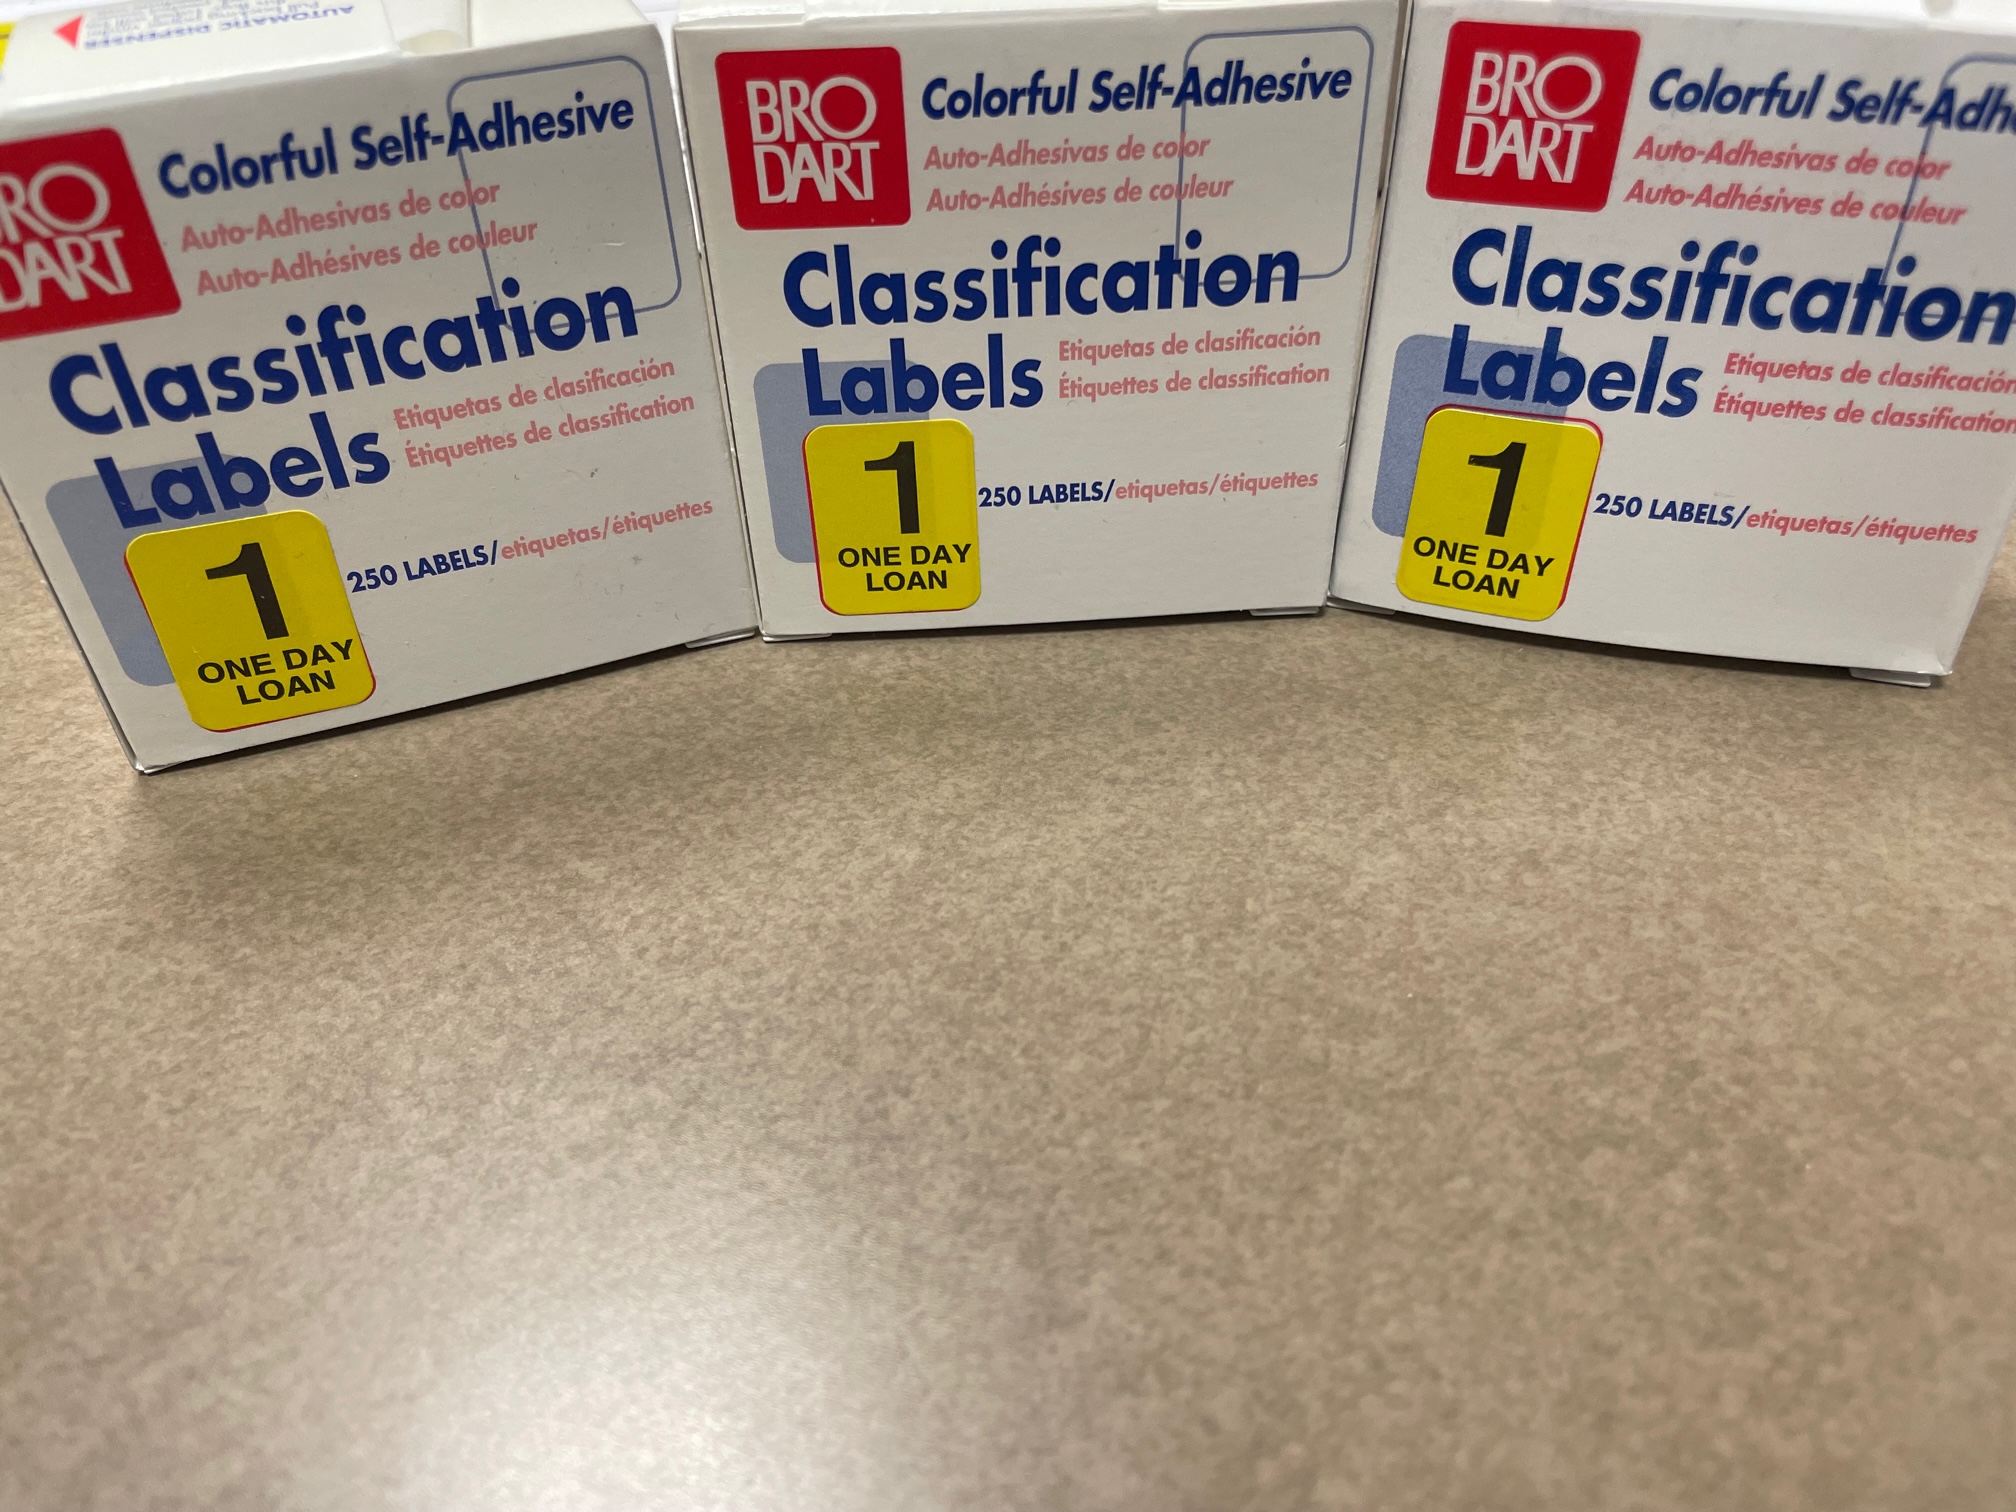 AUTOMATIC DISPENSER
BRO
DART
Colorful Self-Adhesive
Auto-Adhesivas de color
Auto-Adhésives de couleur
Classification
Labels
Etiquetas de clasificación
Étiquettes de classification
250 LABELS/etiquetas/étiquettes
1
ONE DAY
LOAN
BRO
DART
Colorful Self-Adhesive
Auto-Adhesivas de color
Auto-Adhésives de couleur
Classification
Labels
Etiquetas de clasificación
Étiquettes de classification
250 LABELS/etiquetas/étiquettes
1
ONE DAY
LOAN
BRO
DART
Colorful Self-Adhe
Auto-Adhesivas de color
Auto-Adhésives de couleur
Classification
Labels
Etiquetas de clasificación
Étiquettes de classification
250 LABELS/etiquetas/étiquettes
1
ONE DAY
LOAN